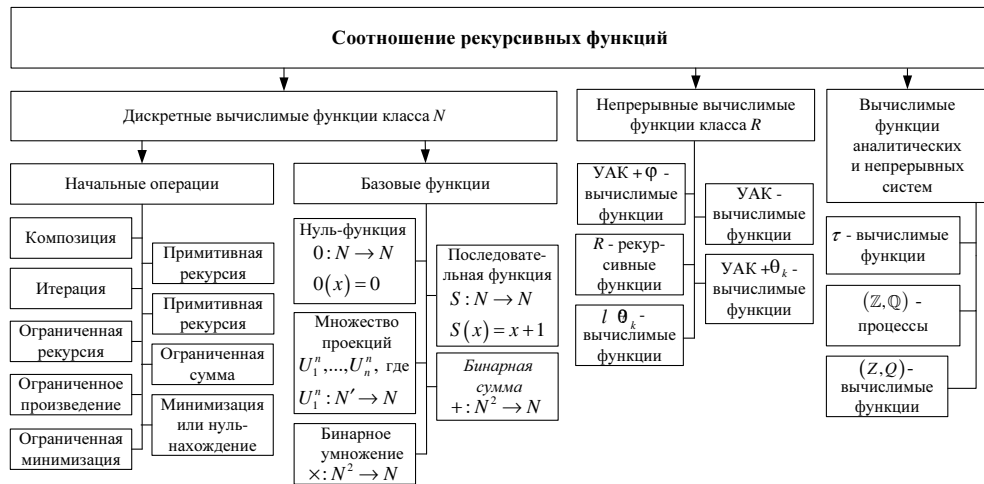 Соотношение рекурсивных функций
Дискретные вычислимые функции класса N
Непрерывные вычислимые
функции класса R
Вычислимые
функции
аналитических
и непрерывных
систем
Начальные операции
Базовые функции
Композиция
Итерация
Ограниченная
рекурсия
Ограниченное
произведение
Ограниченная
минимизация
Примитивная
рекурсия
Примитивная
рекурсия
Ограниченная
сумма
Минимизация
или нуль-
нахождение
Нуль-функция
0 : N → N
0(x) = 0
Множество
проекций
U₁ⁿ,...,Uₙⁿ, где
U₁ⁿ : N′ → N
Бинарное
умножение
×: N² → N
Последовате-
льная функция
S : N → N
S(x) = x + 1
Бинарная
сумма
+ : N² → N
УАК + φ -
вычислимые
функции
R - рекур-
сивные
функции
l θₖ -
вычислимые
функции
УАК -
вычислимые
функции
УАК +θₖ -
вычислимые
функции
τ - вычислимые
функции
(ℤ,ℚ) -
процессы
(Z,Q)-
вычислимые
функции